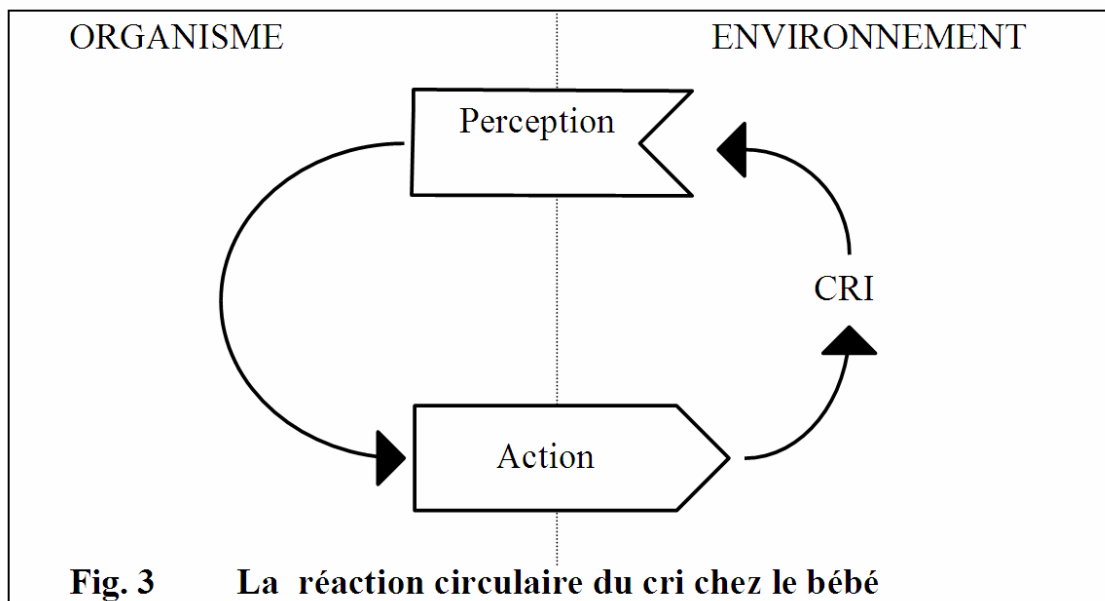 ORGANISME ENVIRONNEMENT
Perception
CRI
Action
Fig. 3 La réaction circulaire du cri chez le bébé